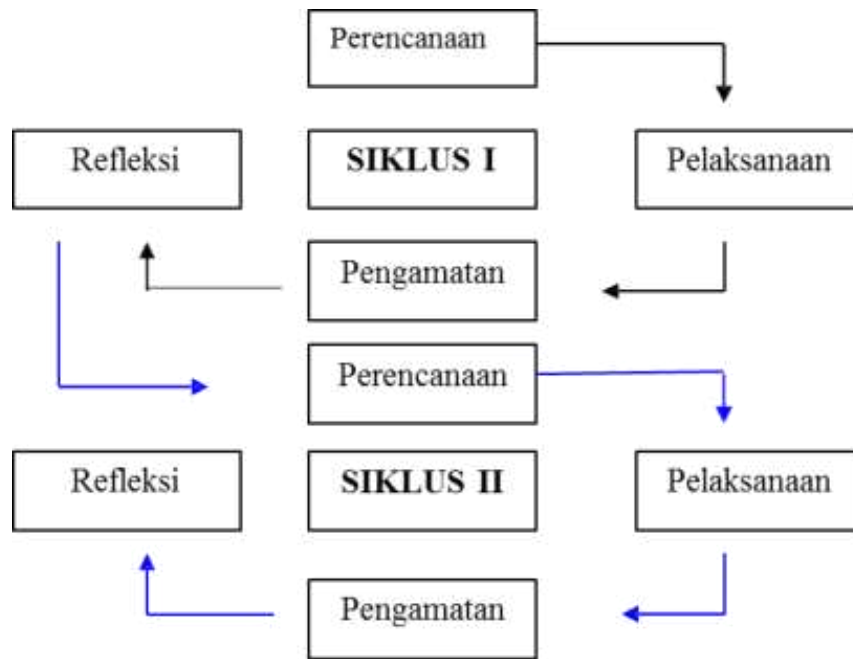 Perencanaan
Refleksi
SIKLUS I
Pelaksanaan
Pengamatan
Perencanaan
Refleksi
SIKLUS II
Pelaksanaan
Pengamatan